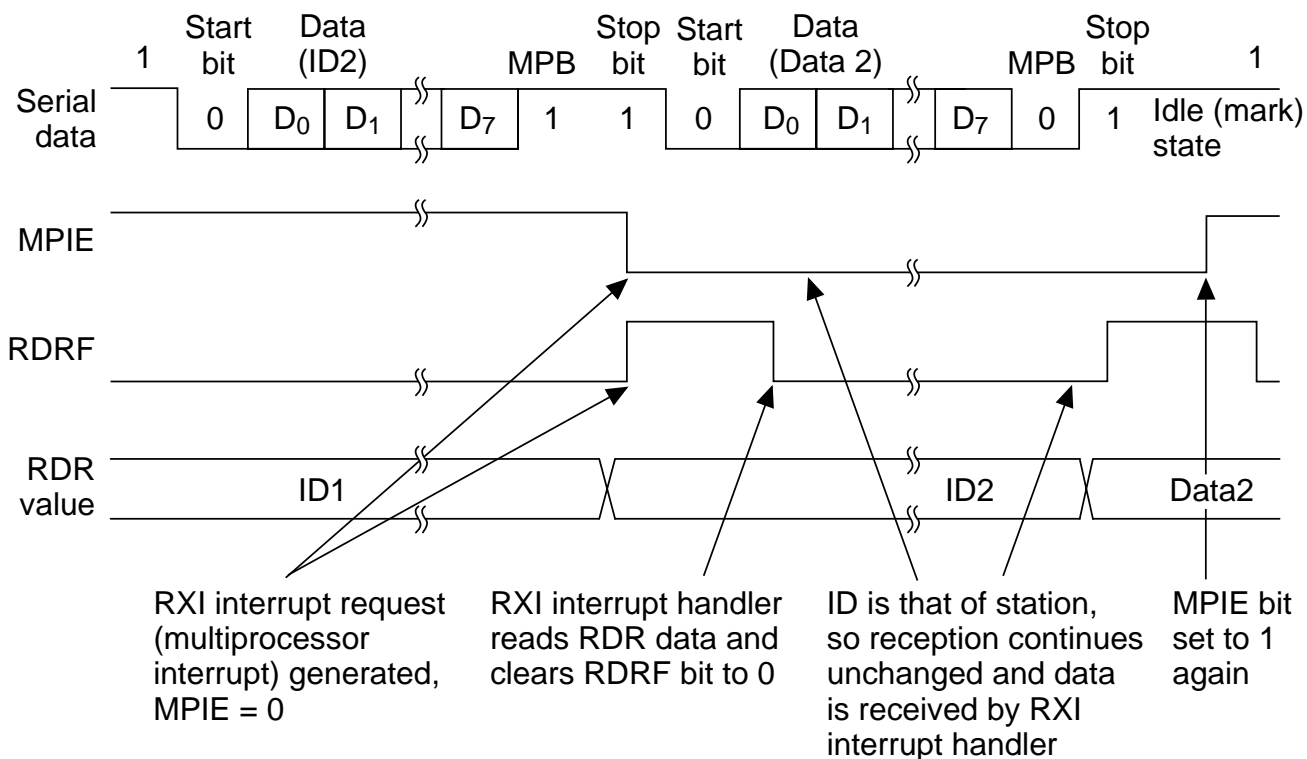 Start Data Stop Start Data Stop
1 bit (ID2) MPB bit bit (Data 2) MPB bit 1
Serial data
0 D0 D1 D7 1 1 0 D0 D1 D7 0 1 Idle (mark) state
MPIE
RDRF
RDR value
ID1 ID2 Data2
RXI interrupt request
(multiprocessor
interrupt) generated,
MPIE = 0
RXI interrupt handler
reads RDR data and
clears RDRF bit to 0
ID is that of station,
so reception continues
unchanged and data
is received by RXI
interrupt handler
MPIE bit
set to 1
again